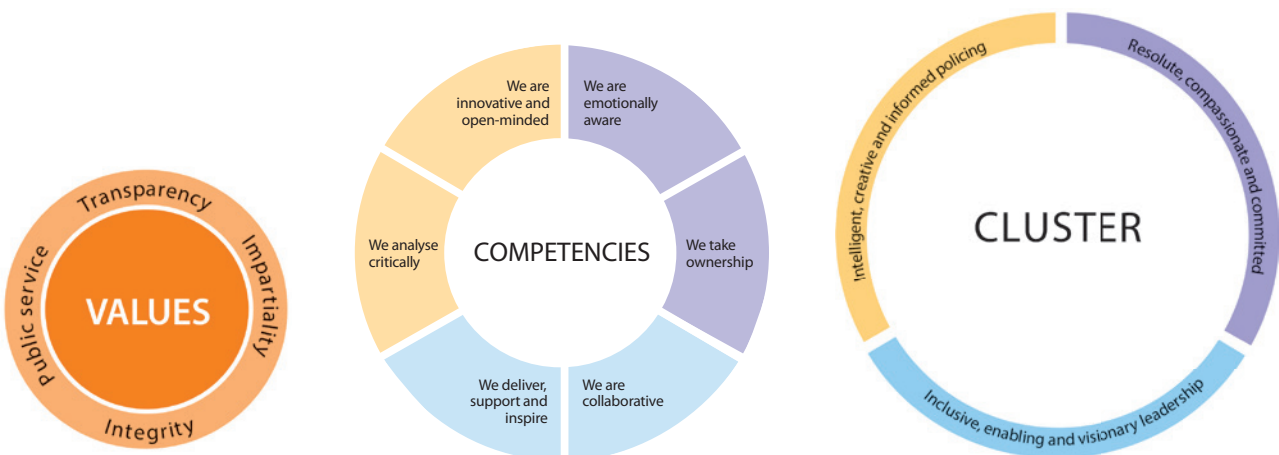 VALUES
Transparency
Impartiality
Integrity
Public service
COMPETENCIES
We are
innovative and
open-minded
We are
emotionally
aware
We take
ownership
We are
collaborative
We deliver,
support and
inspire
We analyse
critically
CLUSTER
Intelligent, creative and informed policing
Resolute, compassionate and committed
Inclusive, enabling and visionary leadership